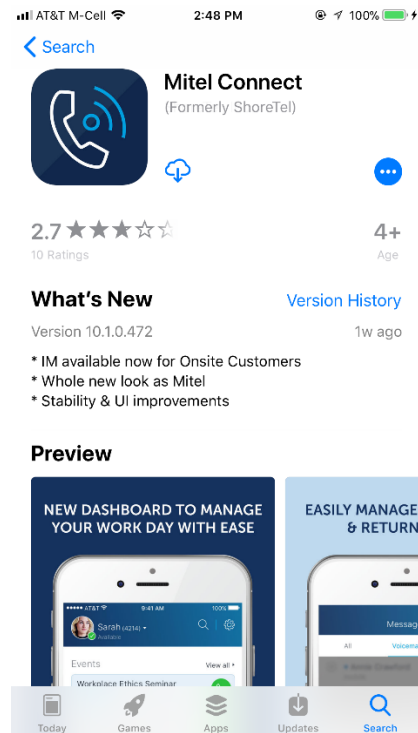 AT&T M-Cell 2:48 PM 100%
Search
Mitel Connect
(Formerly ShoreTel)
2.7 4+
10 Ratings Age
What's New Version History
Version 10.1.0.472 1w ago
* IM available now for Onsite Customers
* Whole new look as Mitel
* Stability & UI improvements
Preview
NEW DASHBOARD TO MANAGE
YOUR WORK DAY WITH EASE
AT&T 9:41 AM 100%
Sarah (4214)
Available
Events View all
Workplace Ethics Seminar
EASILY MANAGE
& RETURN
Messag
All Voicema
Today Games Apps Updates Search